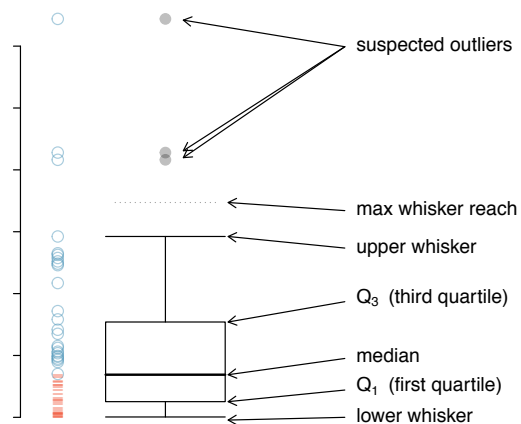 suspected outliers
max whisker reach
upper whisker
Q₃ (third quartile)
median
Q₁ (first quartile)
lower whisker